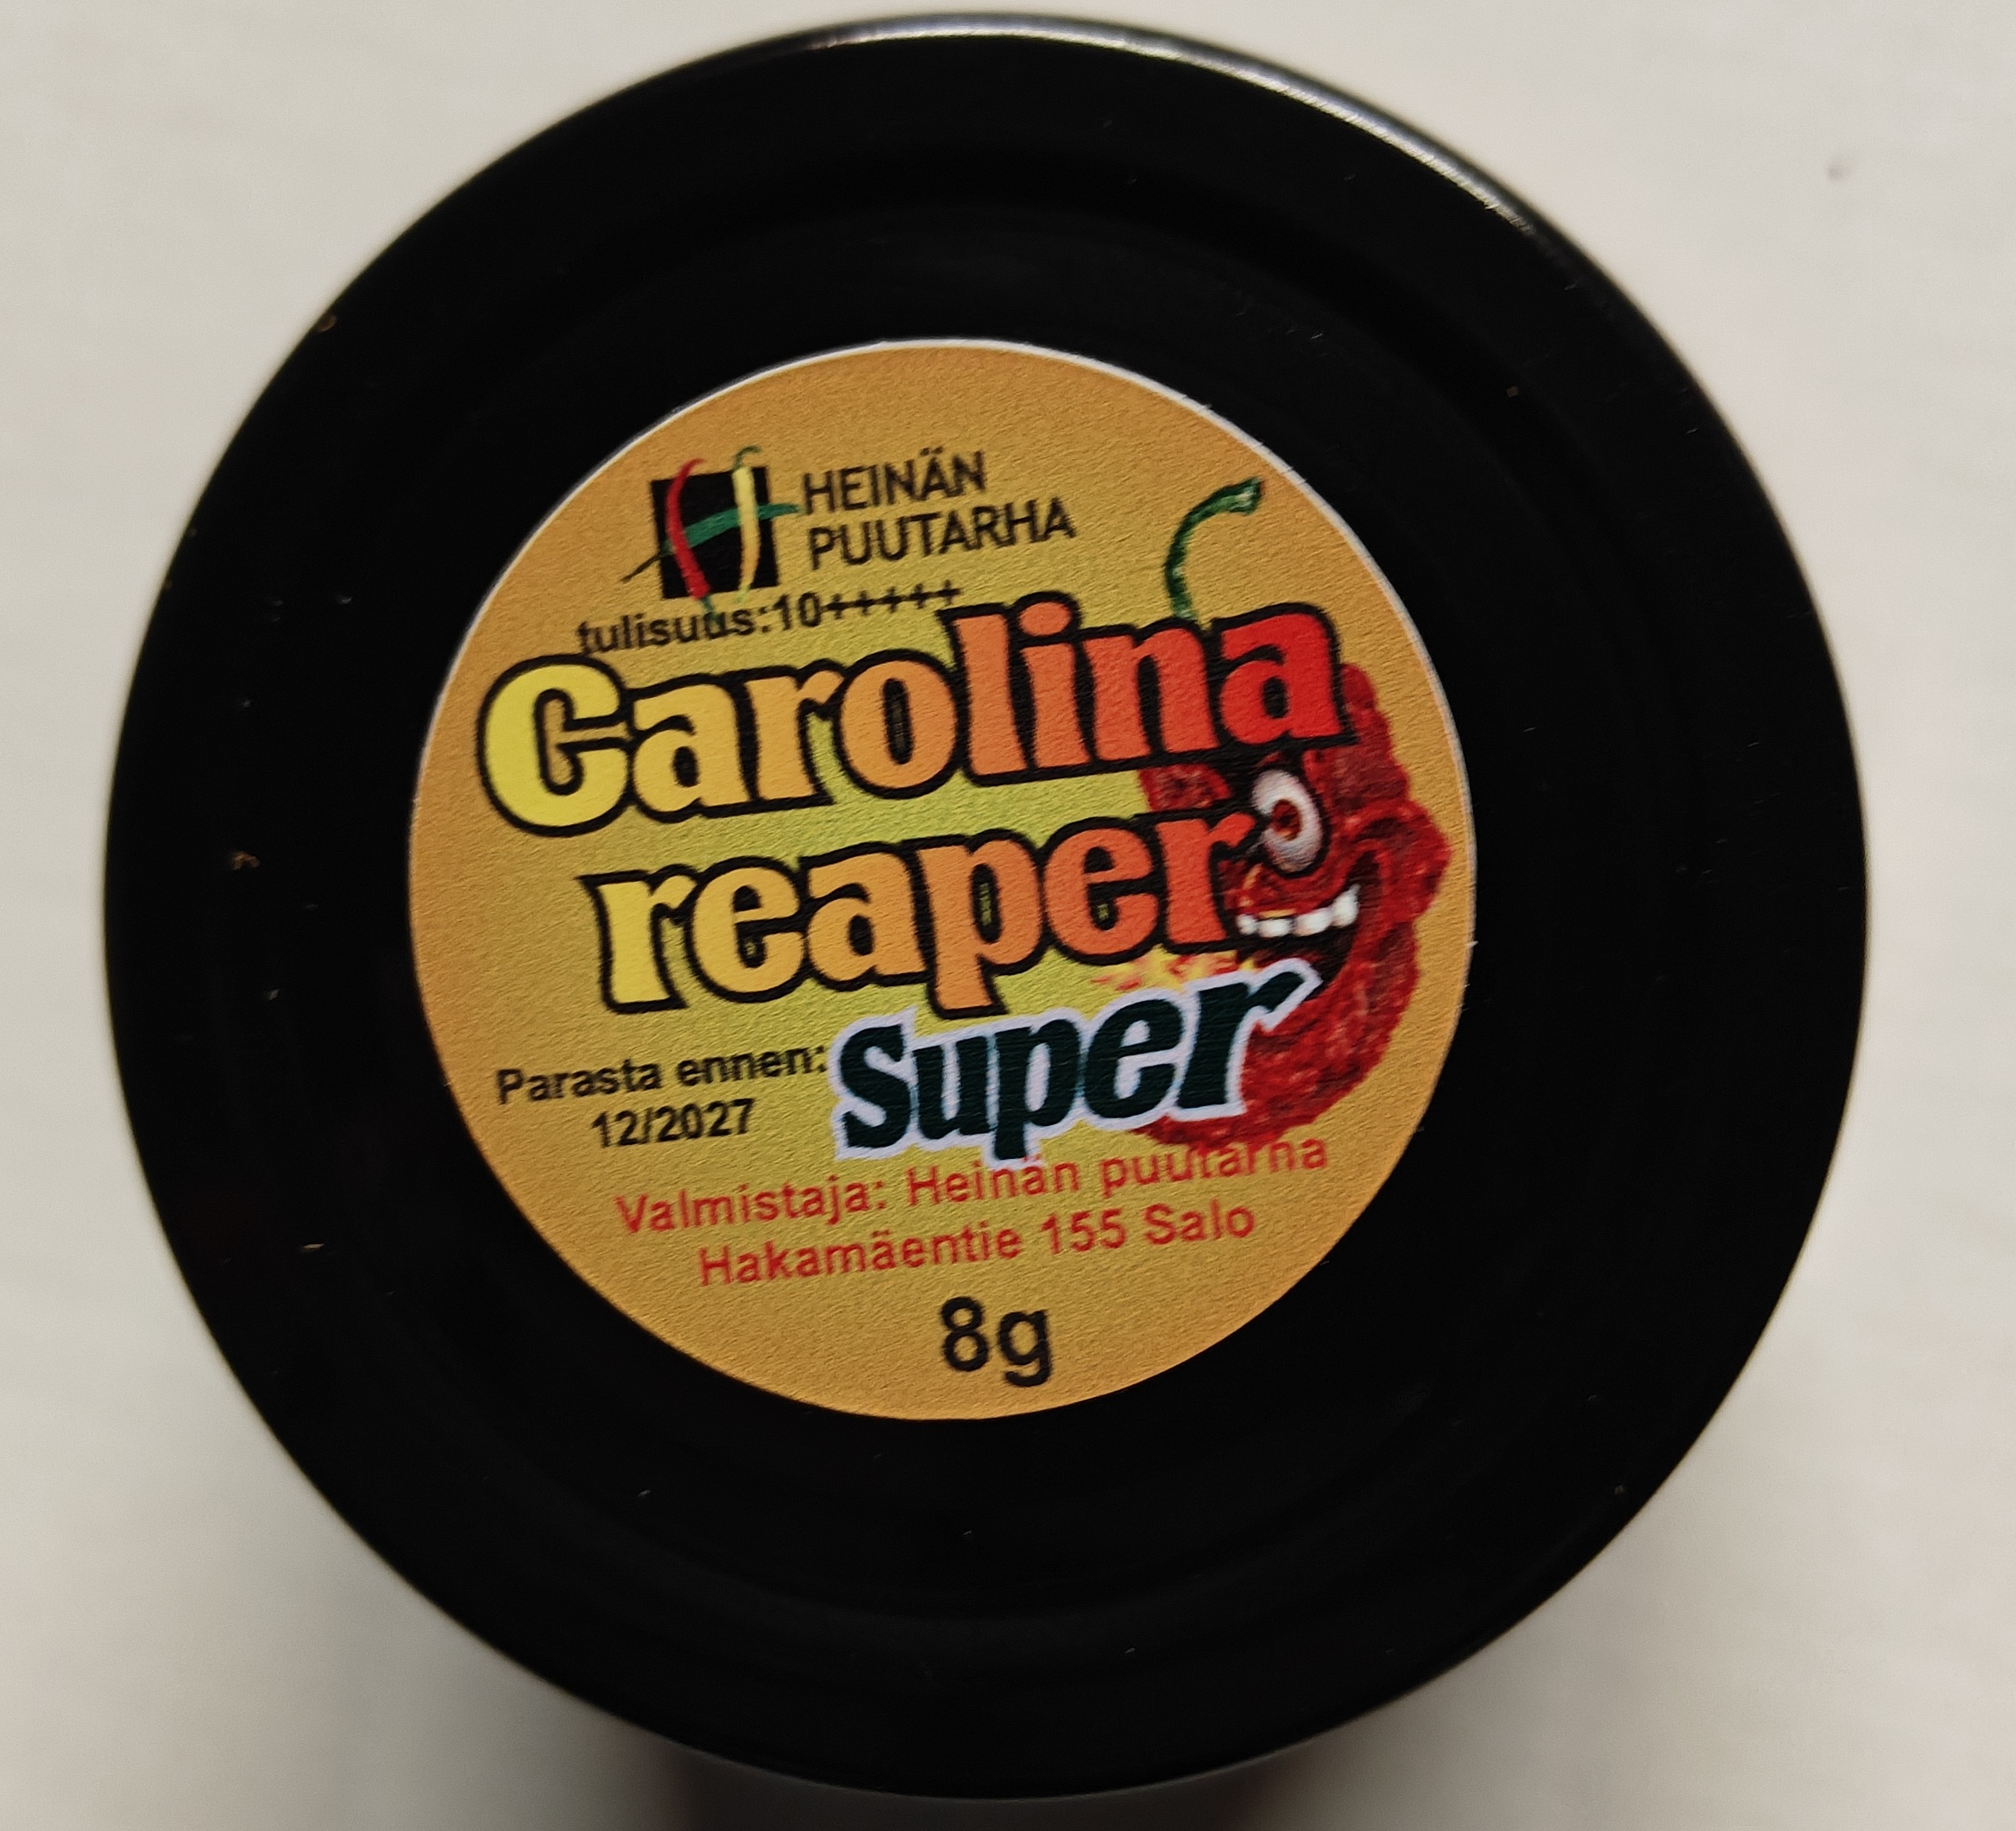 HEINÄN
PUUTARHA
tulisuus:10+++++
Carolina
reaper
Super
Parasta ennen:
12/2027
Valmistaja: Heinän puutarha
Hakamäentie 155 Salo
8g